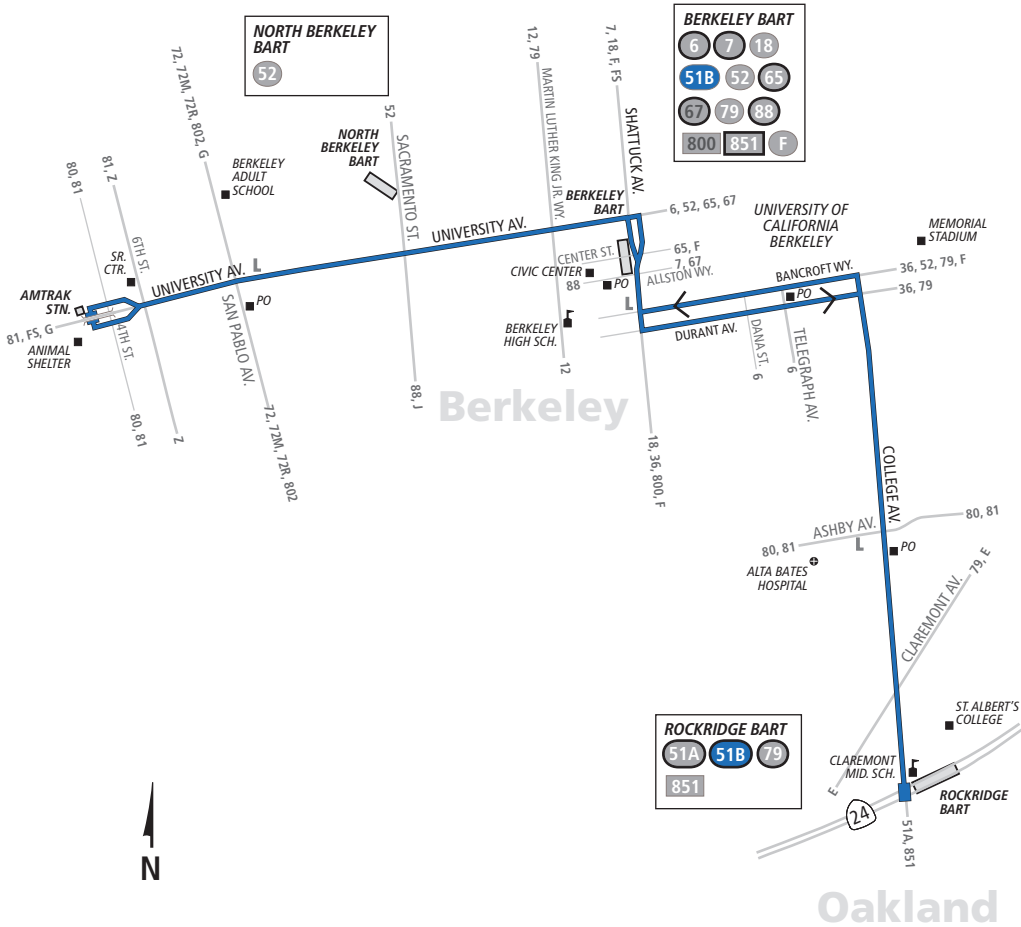 NORTH BERKELEY
BART
52
BERKELEY BART
6 7 18
51B 52 65
67 79 88
800 851 F
72, 72M, 72R, 802, G
12, 79
7, 18, F, FS
MARTIN LUTHER KING JR. WY.
SHATTUCK AV.
52
SACRAMENTO ST.
NORTH
BERKELEY
BART
80, 81
81, Z
BERKELEY
ADULT
SCHOOL
BERKELEY
BART
6, 52, 65, 67
UNIVERSITY OF
CALIFORNIA
BERKELEY
MEMORIAL
STADIUM
UNIVERSITY AV.
6TH ST.
SR.
CTR.
UNIVERSITY AV.
L
CENTER ST.
65, F
7, 67
ALLSTON WY.
CIVIC CENTER
88
PO
L
BANCROFT WY.
36, 52, 79, F
36, 79
PO
AMTRAK
STN.
81, FS, G
4TH ST.
ANIMAL
SHELTER
SAN PABLO AV.
PO
BERKELEY
HIGH SCH.
DURANT AV.
DANA ST.
6
TELEGRAPH AV.
6
12
88, J
80, 81
Z
72, 72M, 72R, 802
Berkeley
18, 36, 800, F
COLLEGE AV.
80, 81
ASHBY AV.
80, 81
L
PO
ALTA BATES
HOSPITAL
79, E
CLAREMONT AV.
ST. ALBERT'S
COLLEGE
ROCKRIDGE BART
51A 51B 79
851
CLAREMONT
MID. SCH.
E
ROCKRIDGE
BART
24
51A, 851
N
Oakland